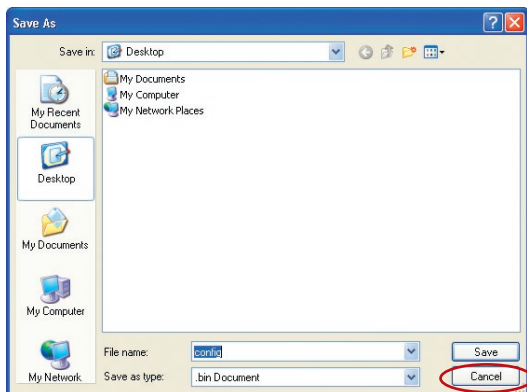 Save As
Save in:
Desktop
My Recent
Documents
Desktop
My Documents
My Computer
My Network
My Documents
My Computer
My Network Places
File name:
config
Save
Save as type:
.bin Document
Cancel